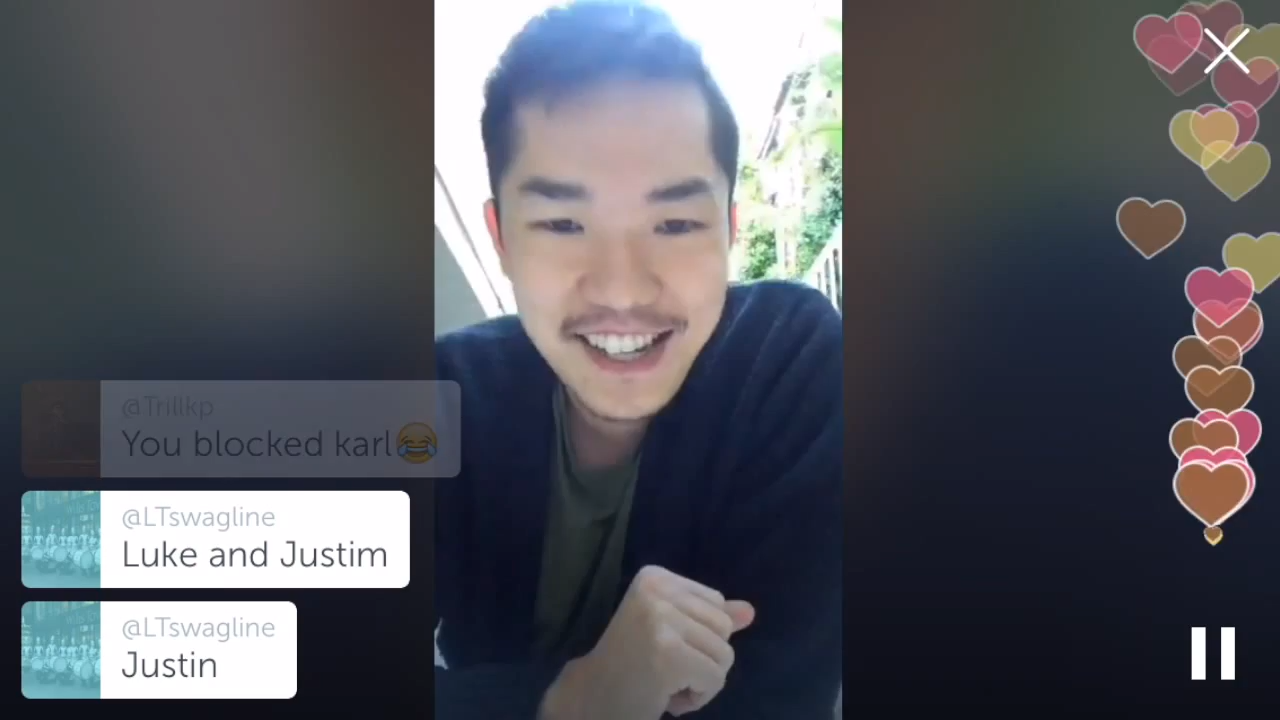 @Trillkp
You blocked karl😂
@LTswagline
Luke and Justim
@LTswagline
Justin